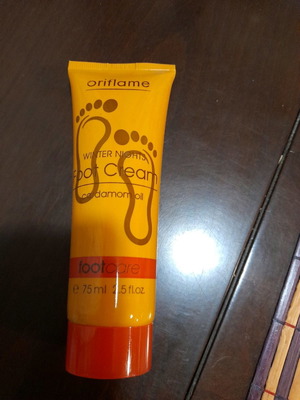 oriflame
WINTER NIGHTS
Foot Cream
cardamom oil
footcare
e 75 ml 2.5 fl.oz.